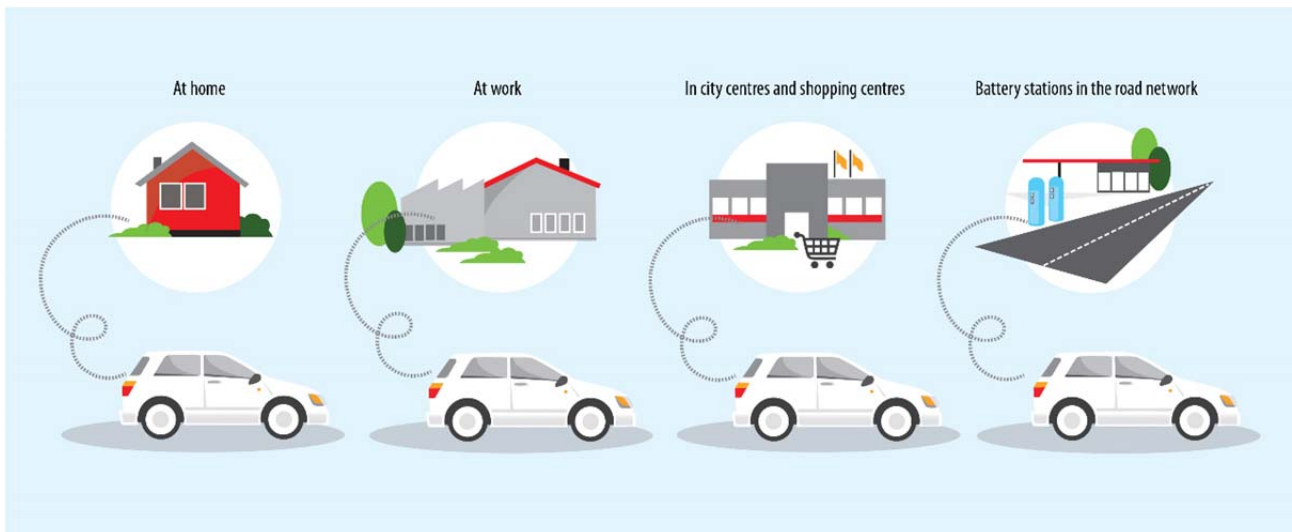 At home
At work
In city centres and shopping centres
Battery stations in the road network